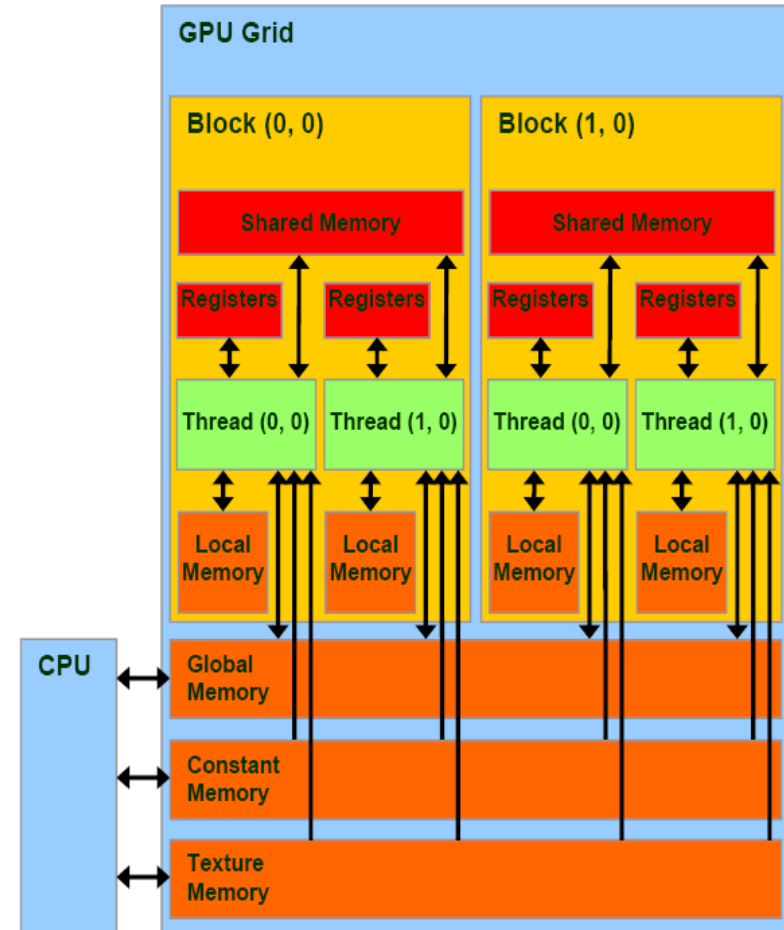 GPU Grid
Block (0, 0)
Block (1, 0)
Shared Memory
Shared Memory
Registers
Registers
Registers
Registers
Thread (0, 0)
Thread (1, 0)
Thread (0, 0)
Thread (1, 0)
Local
Memory
Local
Memory
Local
Memory
Local
Memory
CPU
Global
Memory
Constant
Memory
Texture
Memory